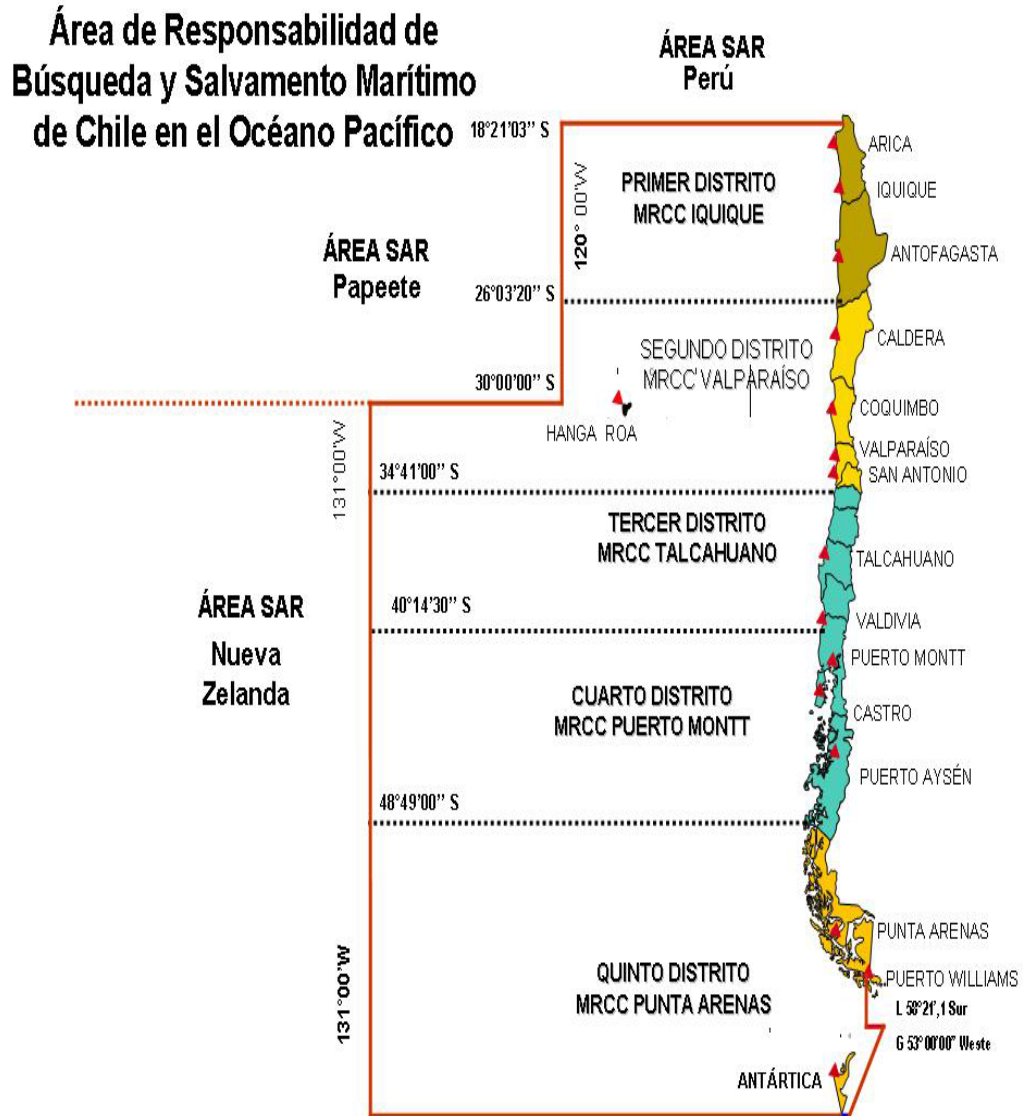 Área de Responsabilidad de
Búsqueda y Salvamento Marítimo
de Chile en el Océano Pacífico
ÁREA SAR
Perú
18°21'03'' S
ARICA
120° 00'W
PRIMER DISTRITO
MRCC IQUIQUE
IQUIQUE
ÁREA SAR
Papeete
ANTOFAGASTA
26°03'20'' S
SEGUNDO DISTRITO
MRCC VALPARAÍSO
CALDERA
30°00'00'' S
COQUIMBO
HANGA ROA
131°00'W
VALPARAÍSO
34°41'00'' S
SAN ANTONIO
TERCER DISTRITO
MRCC TALCAHUANO
TALCAHUANO
ÁREA SAR
Nueva
Zelanda
40°14'30'' S
VALDIVIA
PUERTO MONTT
CUARTO DISTRITO
MRCC PUERTO MONTT
CASTRO
PUERTO AYSÉN
48°49'00'' S
PUNTA ARENAS
131°00'W
QUINTO DISTRITO
MRCC PUNTA ARENAS
PUERTO WILLIAMS
L 58°21',1 Sur
G 53°00'00'' Weste
ANTÁRTICA